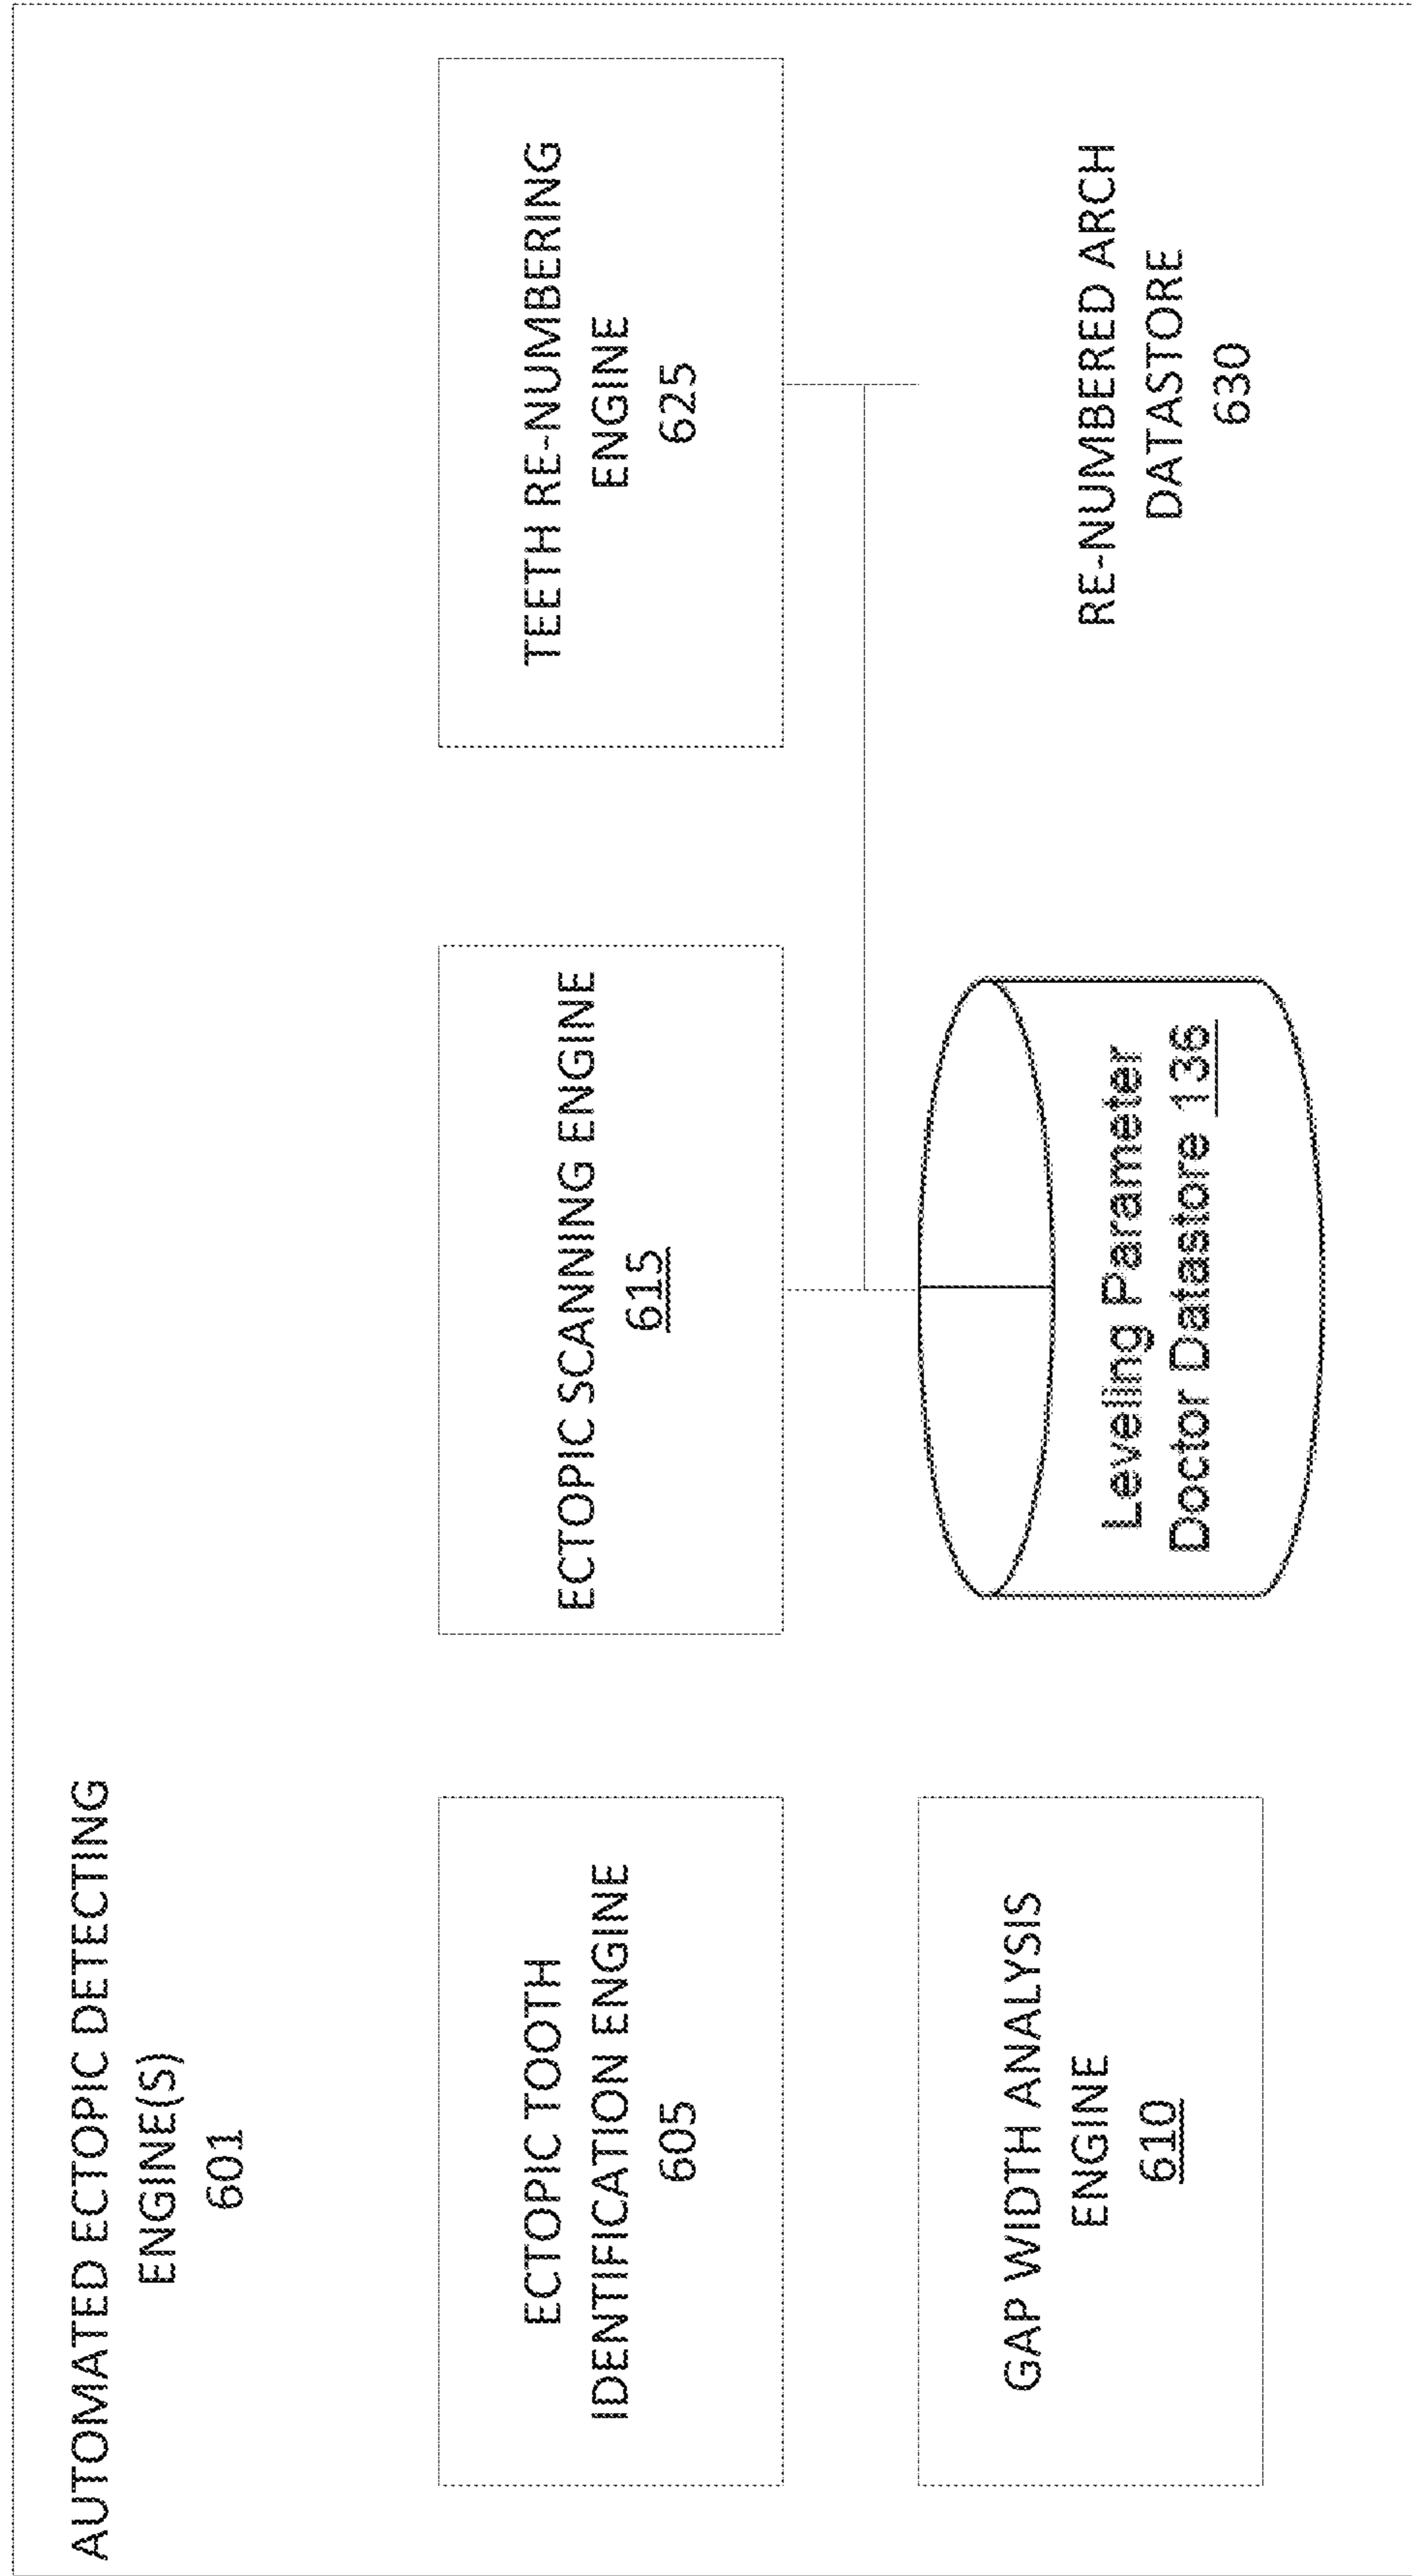 AUTOMATED ECTOPIC DETECTING
ENGINE(S)
601
ECTOPIC TOOTH
IDENTIFICATION ENGINE
605
ECTOPIC SCANNING ENGINE
615
TEETH RE-NUMBERING
ENGINE
625
GAP WIDTH ANALYSIS
ENGINE
610
Leveling Parameter
Doctor Datastore 136
RE-NUMBERED ARCH
DATASTORE
630